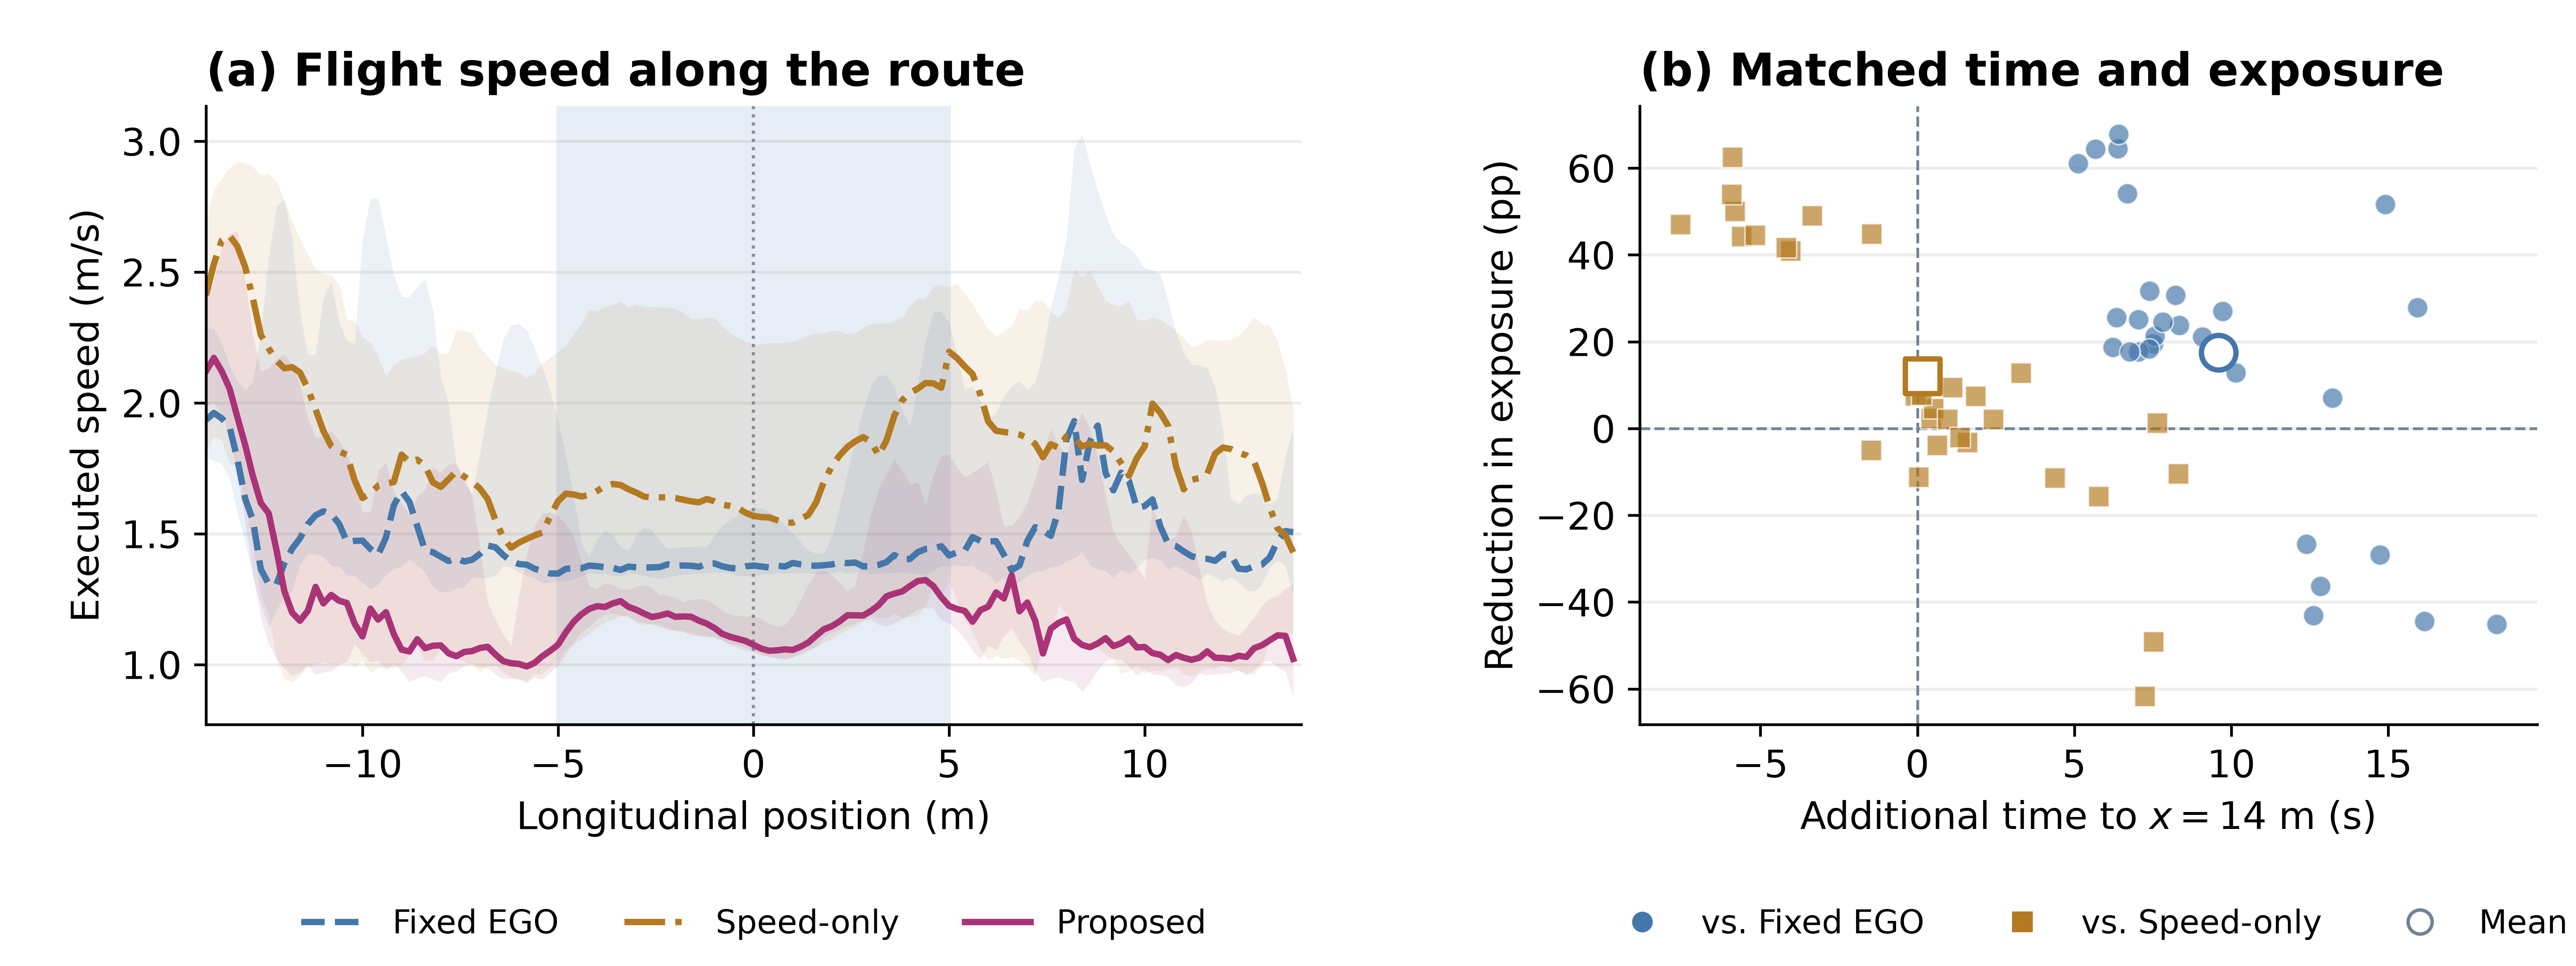 (a) Flight speed along the route
Executed speed (m/s)
3.0
2.5
2.0
1.5
1.0
−10
−5
0
5
10
Longitudinal position (m)
Fixed EGO
Speed-only
Proposed
(b) Matched time and exposure
Reduction in exposure (pp)
60
40
20
0
−20
−40
−60
−5
0
5
10
15
Additional time to x = 14 m (s)
vs. Fixed EGO
vs. Speed-only
Mean